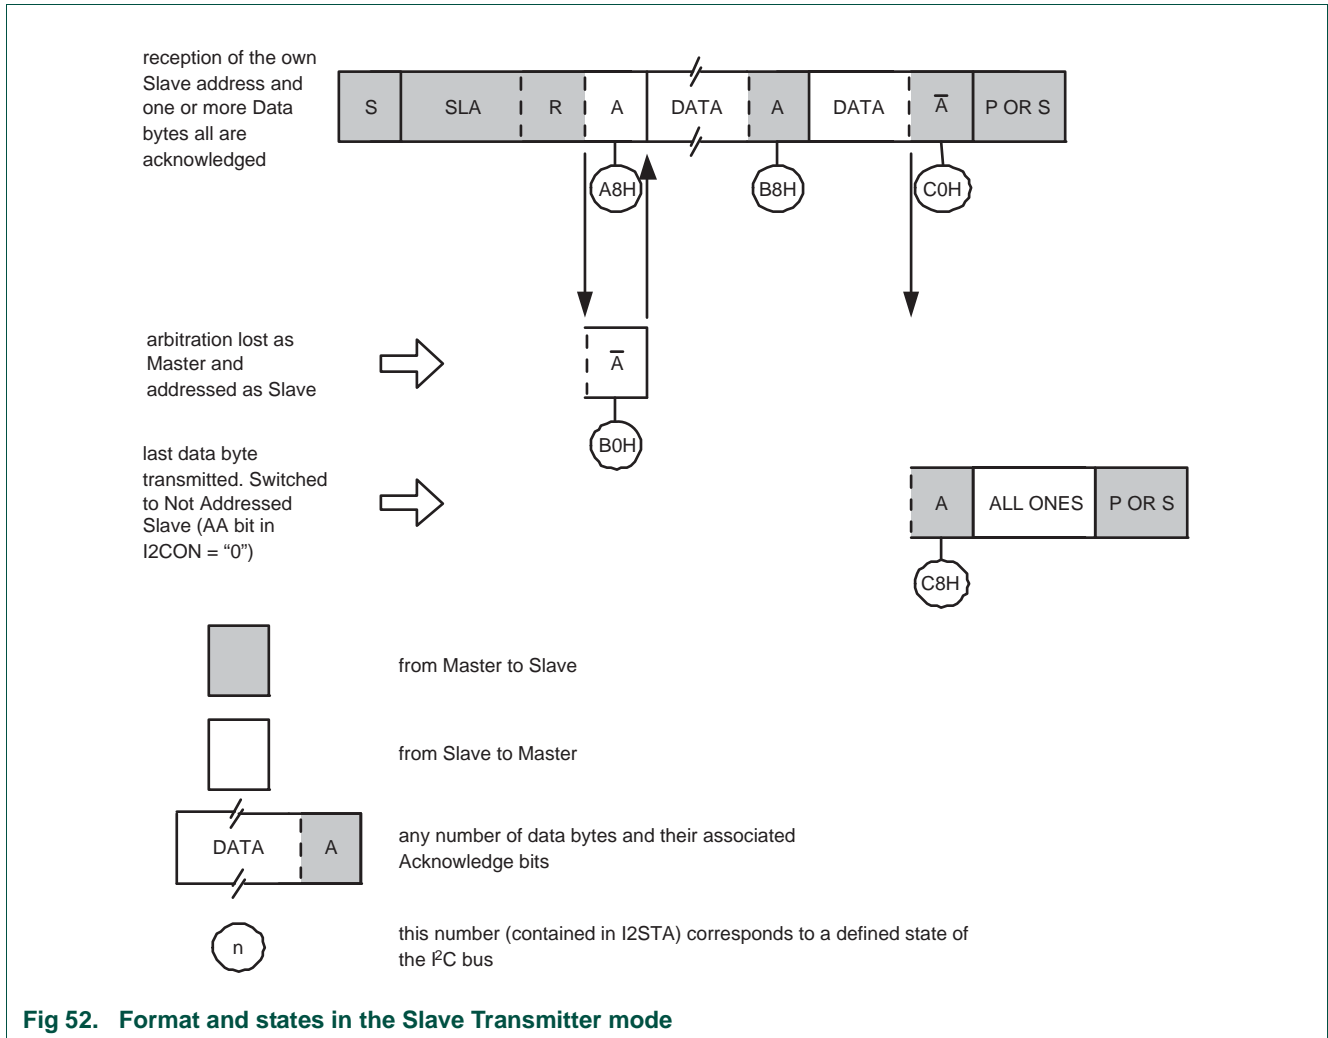 reception of the own
Slave address and
one or more Data
bytes all are
acknowledged
S SLA R A DATA A DATA A̅ P OR S
A8H B8H C0H
arbitration lost as
Master and
addressed as Slave
A̅
B0H
last data byte
transmitted. Switched
to Not Addressed
Slave (AA bit in
I2CON = “0”)
A ALL ONES P OR S
C8H
from Master to Slave
from Slave to Master
DATA A
any number of data bytes and their associated
Acknowledge bits
n
this number (contained in I2STA) corresponds to a defined state of
the I²C bus
Fig 52. Format and states in the Slave Transmitter mode